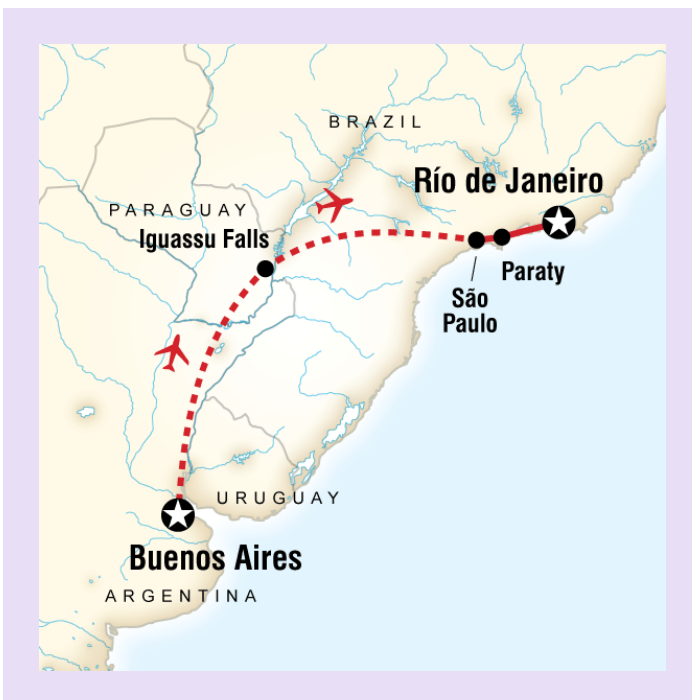 BRAZIL
Río de Janeiro
PARAGUAY
Iguassu Falls
Paraty
São
Paulo
URUGUAY
Buenos Aires
ARGENTINA